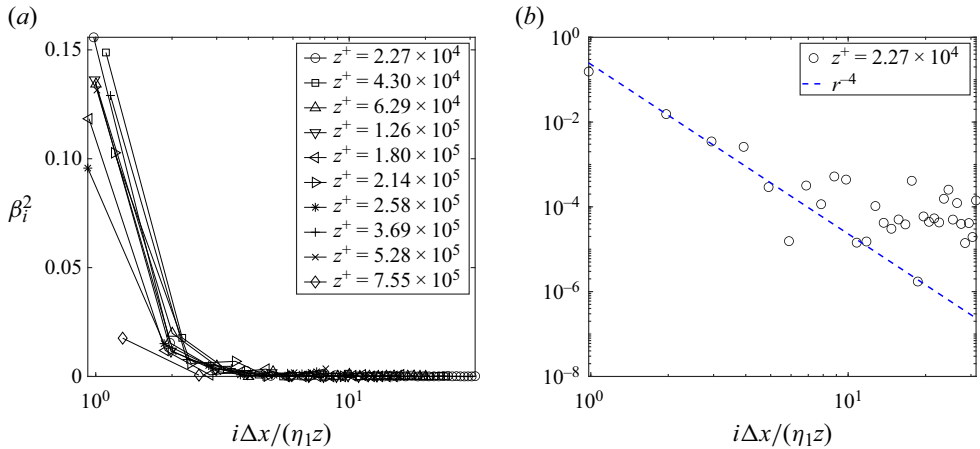 (a)
0.15
0.10
0.05
0
β_i^2
10^0
10^1
iΔx/(η_1z)
z^+ = 2.27 × 10^4
z^+ = 4.30 × 10^4
z^+ = 6.29 × 10^4
z^+ = 1.26 × 10^5
z^+ = 1.80 × 10^5
z^+ = 2.14 × 10^5
z^+ = 2.58 × 10^5
z^+ = 3.69 × 10^5
z^+ = 5.28 × 10^5
z^+ = 7.55 × 10^5
(b)
10^0
10^−2
10^−4
10^−6
10^−8
10^0
10^1
iΔx/(η_1z)
z^+ = 2.27 × 10^4
r^−4